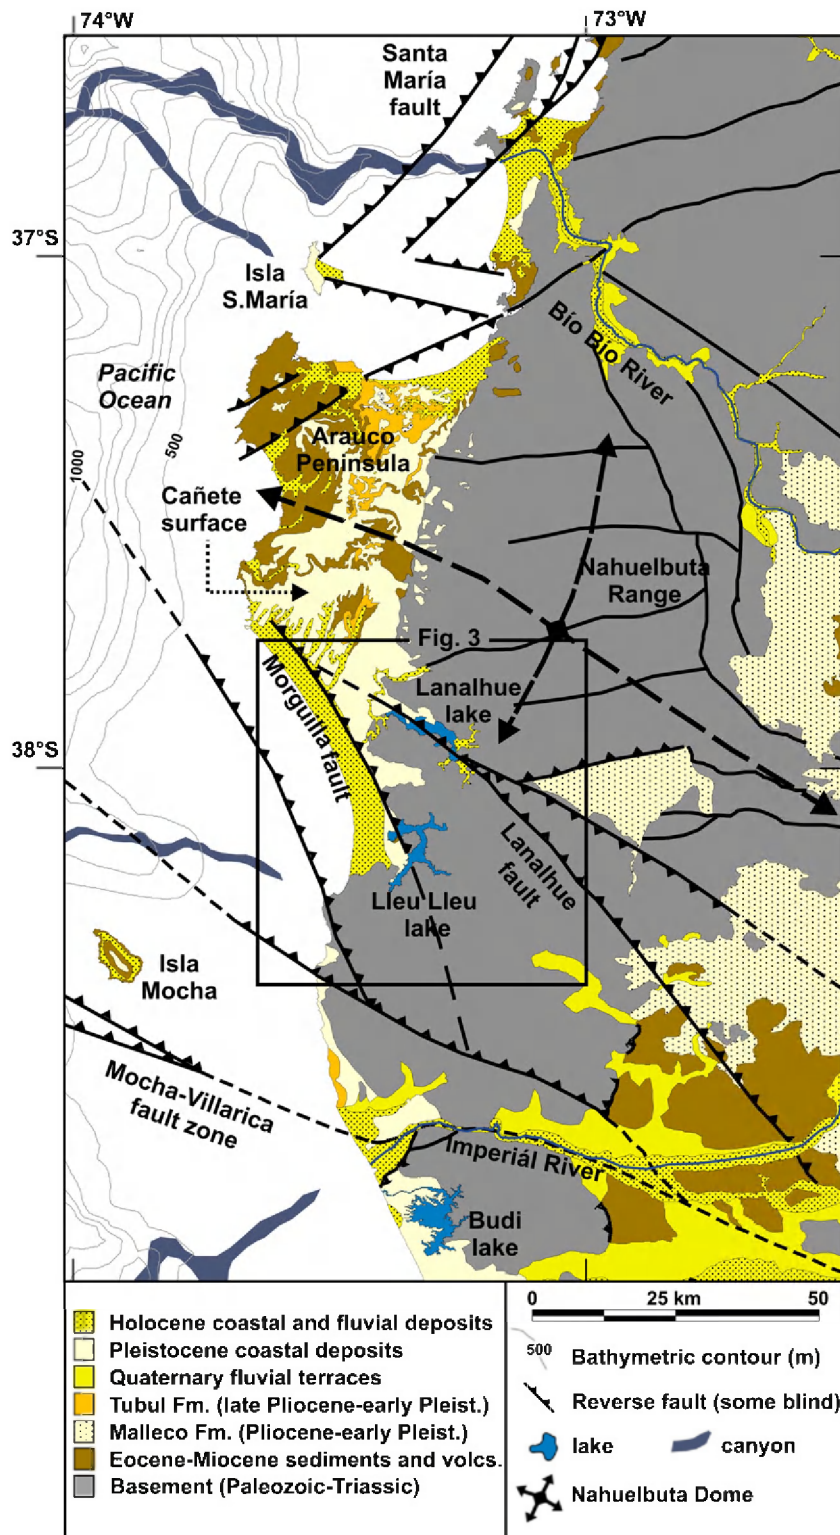 74°W
73°W
Santa
María
fault
37°S
Isla
S.María
Bío Bío River
Pacific
Ocean
500
1000
Arauco
Peninsula
Cañete
surface
Nahuelbuta
Range
Fig. 3
Lanalhue
lake
Morguilla fault
38°S
Lanalhue
fault
Lleu Lleu
lake
Isla
Mocha
Mocha-Villarica
fault zone
Imperiál River
Budi
lake
Holocene coastal and fluvial deposits
Pleistocene coastal deposits
Quaternary fluvial terraces
Tubul Fm. (late Pliocene-early Pleist.)
Malleco Fm. (Pliocene-early Pleist.)
Eocene-Miocene sediments and volcs.
Basement (Paleozoic-Triassic)
0 25 km 50
500 Bathymetric contour (m)
Reverse fault (some blind)
lake canyon
Nahuelbuta Dome